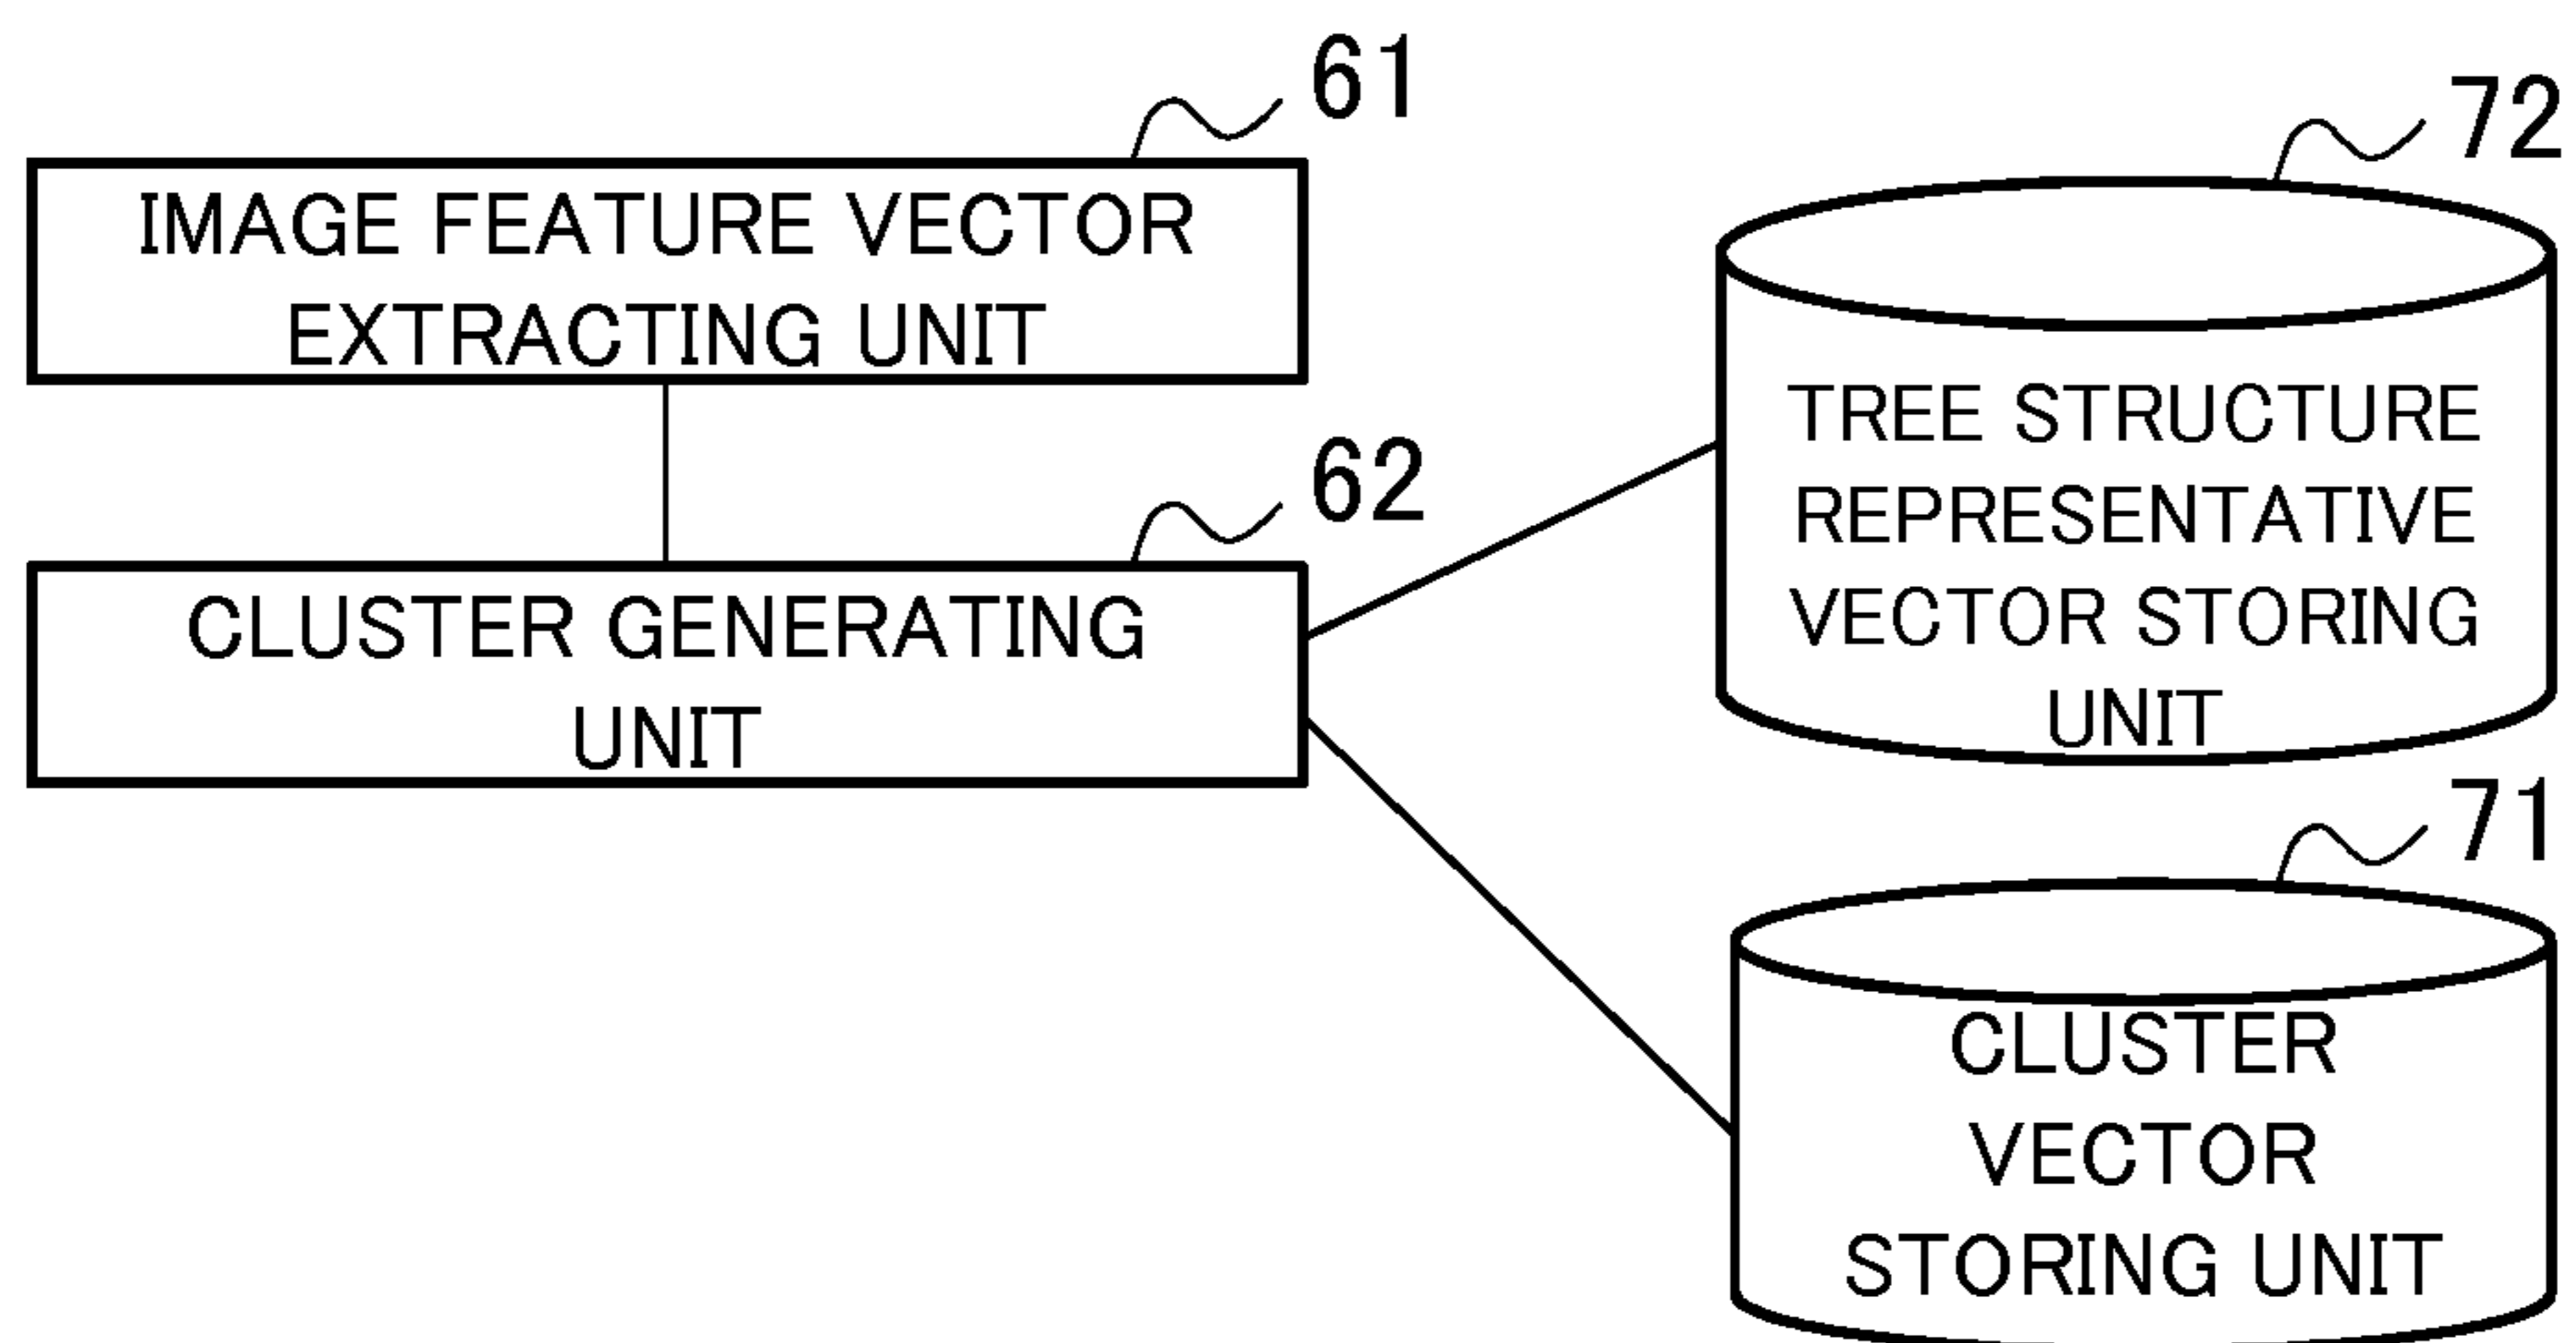 61
IMAGE FEATURE VECTOR
EXTRACTING UNIT
62
CLUSTER GENERATING
UNIT
72
TREE STRUCTURE
REPRESENTATIVE
VECTOR STORING
UNIT
71
CLUSTER
VECTOR
STORING UNIT